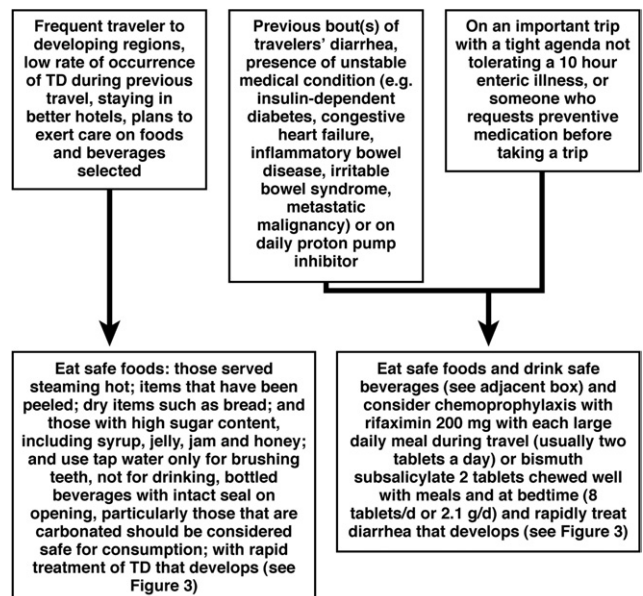 Frequent traveler to
developing regions,
low rate of occurrence
of TD during previous
travel, staying in
better hotels, plans to
exert care on foods
and beverages
selected
Previous bout(s) of
travelers’ diarrhea,
presence of unstable
medical condition (e.g.
insulin-dependent
diabetes, congestive
heart failure,
inflammatory bowel
disease, irritable
bowel syndrome,
metastatic
malignancy) or on
daily proton pump
inhibitor
On an important trip
with a tight agenda not
tolerating a 10 hour
enteric illness, or
someone who
requests preventive
medication before
taking a trip
Eat safe foods: those served
steaming hot; items that have been
peeled; dry items such as bread; and
those with high sugar content,
including syrup, jelly, jam and honey;
and use tap water only for brushing
teeth, not for drinking, bottled
beverages with intact seal on
opening, particularly those that are
carbonated should be considered
safe for consumption; with rapid
treatment of TD that develops (see
Figure 3)
Eat safe foods and drink safe
beverages (see adjacent box) and
consider chemoprophylaxis with
rifaximin 200 mg with each large
daily meal during travel (usually two
tablets a day) or bismuth
subsalicylate 2 tablets chewed well
with meals and at bedtime (8
tablets/d or 2.1 g/d) and rapidly treat
diarrhea that develops (see Figure 3)